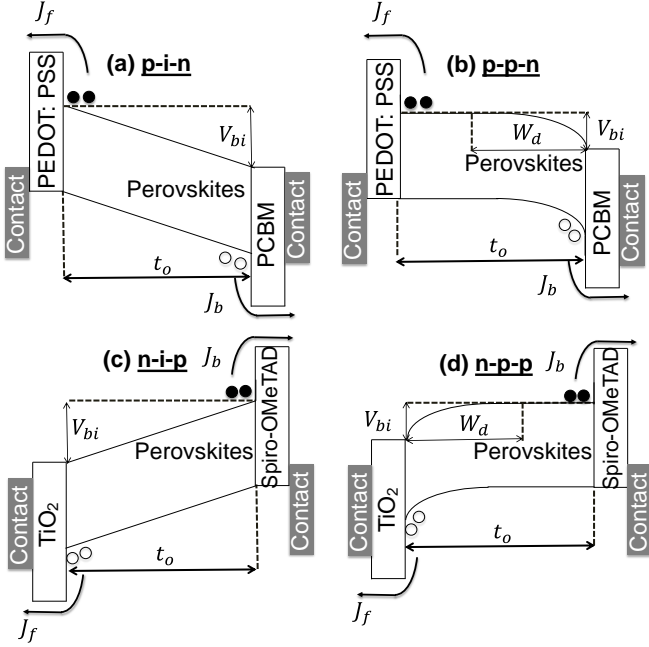 J_f
(a) p-i-n
PEDOT: PSS
V_bi
Perovskites
Contact
PCBM
Contact
t_o
J_b
J_f
(b) p-p-n
PEDOT: PSS
W_d
V_bi
Perovskites
Contact
PCBM
Contact
t_o
J_b
(c) n-i-p
J_b
Spiro-OMeTAD
V_bi
Perovskites
Contact
TiO₂
Contact
t_o
J_f
(d) n-p-p
J_b
Spiro-OMeTAD
V_bi
W_d
Perovskites
Contact
TiO₂
Contact
t_o
J_f